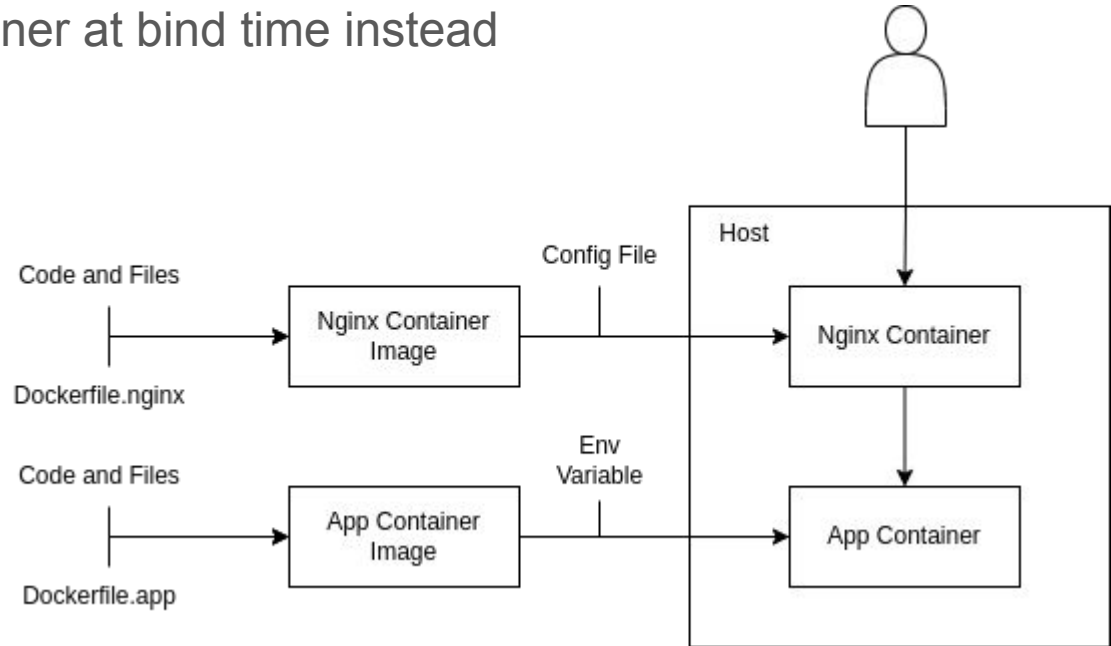 ner at bind time instead
Host
Config File
Code and Files
Nginx Container
Image
Nginx Container
Dockerfile.nginx
Env
Variable
Code and Files
App Container
Image
App Container
Dockerfile.app